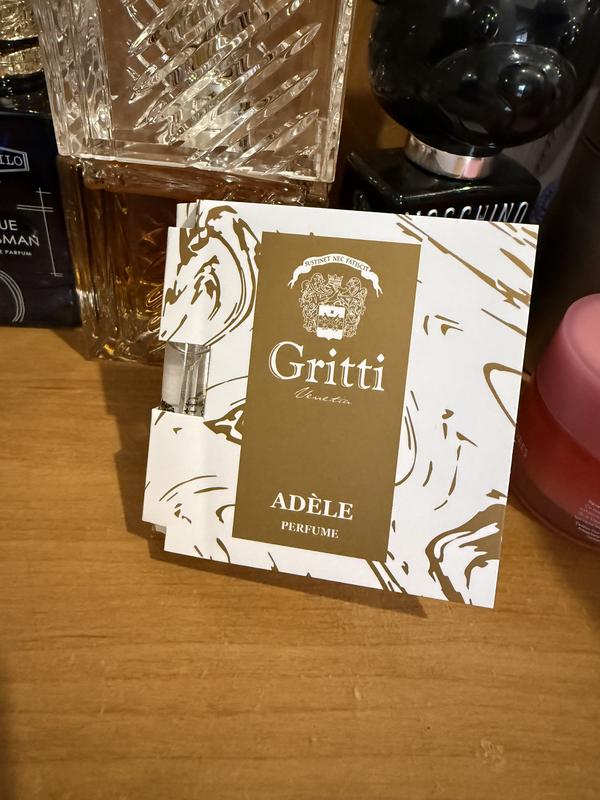 SUSTINET NEC FATISCIT
Gritti
Venetia
ADÈLE
PERFUME
MOSCHINO